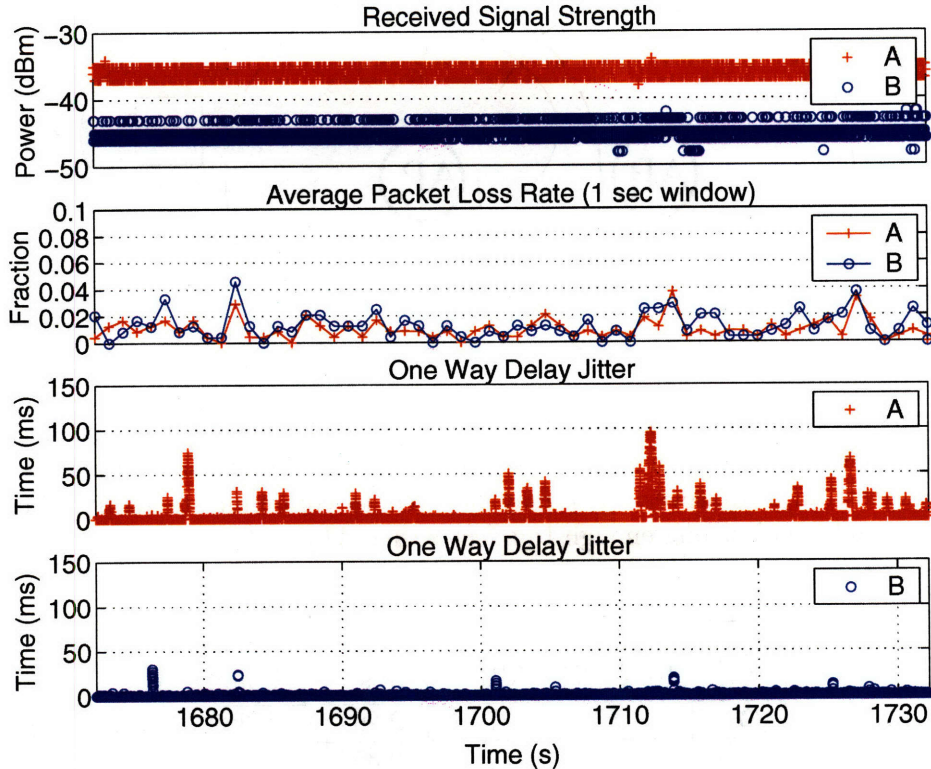 Received Signal Strength
Power (dBm)
−30
−40
−50
A
B
Average Packet Loss Rate (1 sec window)
Fraction
0.1
0.08
0.06
0.04
0.02
0
A
B
One Way Delay Jitter
Time (ms)
150
100
50
0
A
One Way Delay Jitter
Time (ms)
150
100
50
0
B
1680
1690
1700
1710
1720
1730
Time (s)